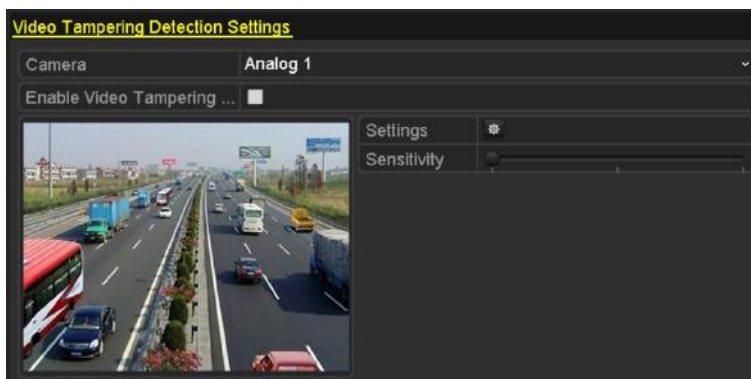 Video Tampering Detection Settings
Camera Analog 1
Enable Video Tampering ...
Settings
Sensitivity